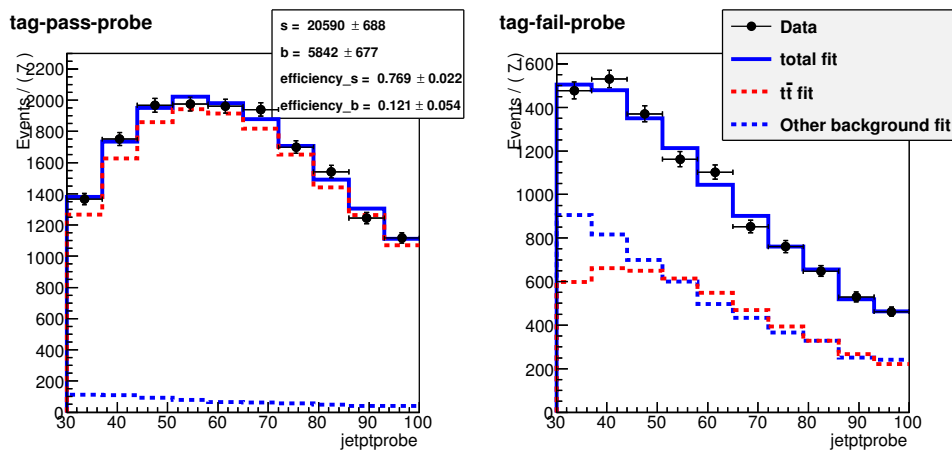 tag-pass-probe
s = 20590 ± 688
b = 5842 ± 677
efficiency_s = 0.769 ± 0.022
efficiency_b = 0.121 ± 0.054
Events / ( 7. )
2200
2000
1800
1600
1400
1200
1000
800
600
400
200
0
30 40 50 60 70 80 90 100
jetptprobe
tag-fail-probe
Data
total fit
tt̄ fit
Other background fit
Events / ( 7. )
1600
1400
1200
1000
800
600
400
200
0
30 40 50 60 70 80 90 100
jetptprobe